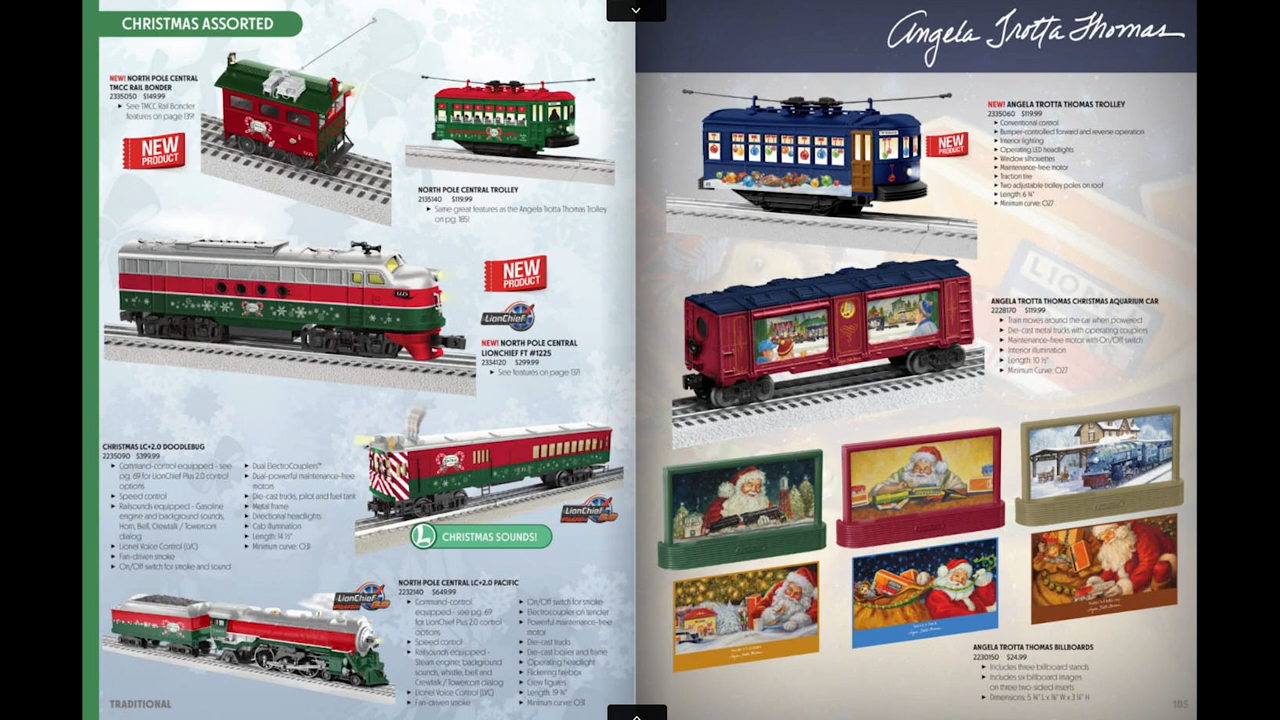 CHRISTMAS ASSORTED
NEW! NORTH POLE CENTRAL
TMCC RAIL BONDER
2335050 $149.99
▸ See TMCC Rail Bonder
features on page 139!
NEW
PRODUCT
NORTH POLE CENTRAL TROLLEY
2135140 $119.99
▸ Same great features as the Angela Trotta Thomas Trolley
on pg. 185!
NEW
PRODUCT
LIONCHIEF
NEW! NORTH POLE CENTRAL
LIONCHIEF FT #1225
2334120 $299.99
▸ See features on page 137!
CHRISTMAS LC+2.0 DOODLEBUG
2235090 $399.99
▸ Command-control equipped - see
pg. 69 for LionChief Plus 2.0 control
options
▸ Speed control
▸ Railsounds equipped - Gasoline
engine and background sounds,
Horn, Bell, Crewtalk / Towercom
dialog
▸ Lionel Voice Control (LVC)
▸ Fan-driven smoke
▸ On/Off switch for smoke and sound
▸ Dual ElectroCouplers™
▸ Dual-powerful maintenance-free
motors
▸ Die-cast trucks, pilot and fuel tank
▸ Metal frame
▸ Directional headlights
▸ Cab illumination
▸ Length: 14 ½"
▸ Minimum curve: O31
LIONCHIEF
L CHRISTMAS SOUNDS!
LIONCHIEF
NORTH POLE CENTRAL LC+2.0 PACIFIC
2232140 $649.99
▸ Command-control
equipped - see pg. 69
for LionChief Plus 2.0 control
options
▸ Speed control
▸ Railsounds equipped -
Steam engine, background
sounds, whistle, bell and
Crewtalk / Towercom dialog
▸ Lionel Voice Control (LVC)
▸ Fan-driven smoke
▸ On/Off switch for smoke
▸ Electrocoupler on tender
▸ Powerful maintenance-free
motor
▸ Die-cast trucks
▸ Die-cast boiler and frame
▸ Operating headlight
▸ Flickering firebox
▸ Crew figures
▸ Length: 19 ¾"
▸ Minimum curve: O31
TRADITIONAL
Angela Trotta Thomas
NEW
PRODUCT
NEW! ANGELA TROTTA THOMAS TROLLEY
2335060 $119.99
▸ Conventional control
▸ Bumper-controlled forward and reverse operation
▸ Interior lighting
▸ Operating LED headlights
▸ Window silhouettes
▸ Maintenance-free motor
▸ Traction tire
▸ Two adjustable trolley poles on roof
▸ Length: 6 ¼"
▸ Minimum curve: O27
ANGELA TROTTA THOMAS CHRISTMAS AQUARIUM CAR
2228170 $119.99
▸ Train moves around the car when powered
▸ Die-cast metal trucks with operating couplers
▸ Maintenance-free motor with On/Off switch
▸ Interior illumination
▸ Length: 10 ½"
▸ Minimum Curve: O27
ANGELA TROTTA THOMAS BILLBOARDS
2230150 $24.99
▸ Includes three billboard stands
▸ Includes six billboard images
on three two-sided inserts
185